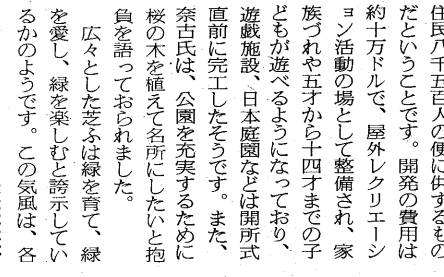 住民八千五百人の便に供するもの
だということです。開発の費用は
約十万ドルで、屋外レクリエーシ
ョン活動の場として整備され、家
族づれや五才から十四才までの子
どもが遊べるようになっており、
遊戯施設、日本庭園などは開所式
直前に完工したそうです。また、
奈古氏は、公園を充実するために
桜の木を植えて名所にしたいと抱
負を語っておられました。
広々とした芝ふは緑を育て、緑
を愛し、緑を楽しむと誇示してい
るかのようです。この気風は、各